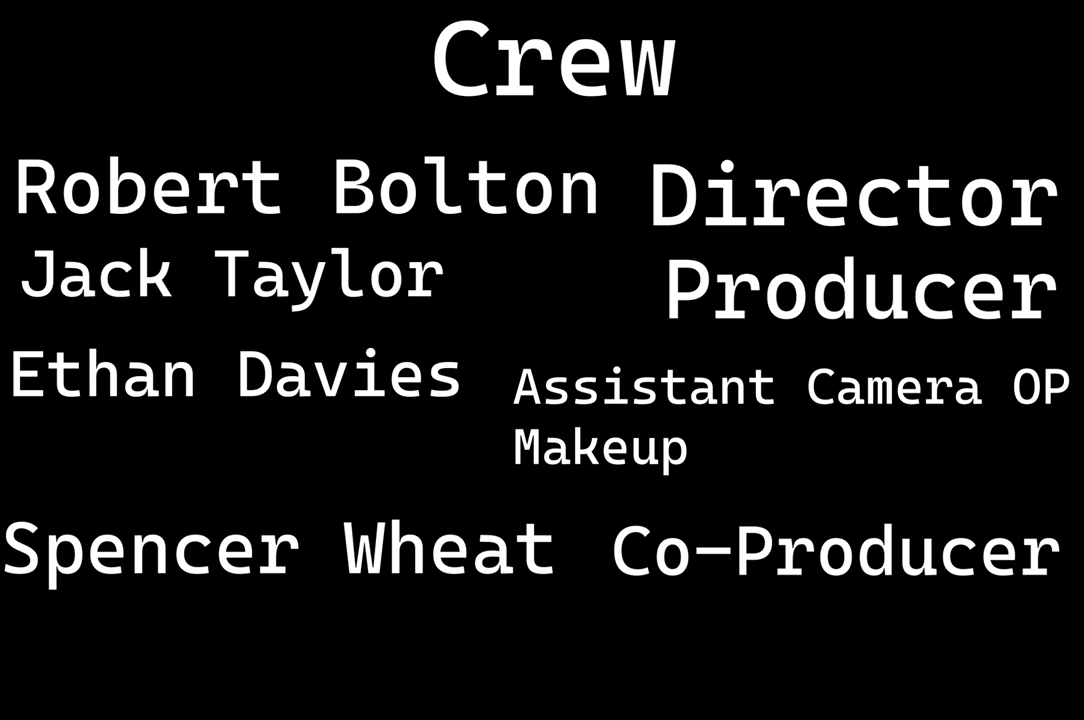 Crew
Robert Bolton Director
Jack Taylor Producer
Ethan Davies Assistant Camera OP
Makeup
Spencer Wheat Co-Producer